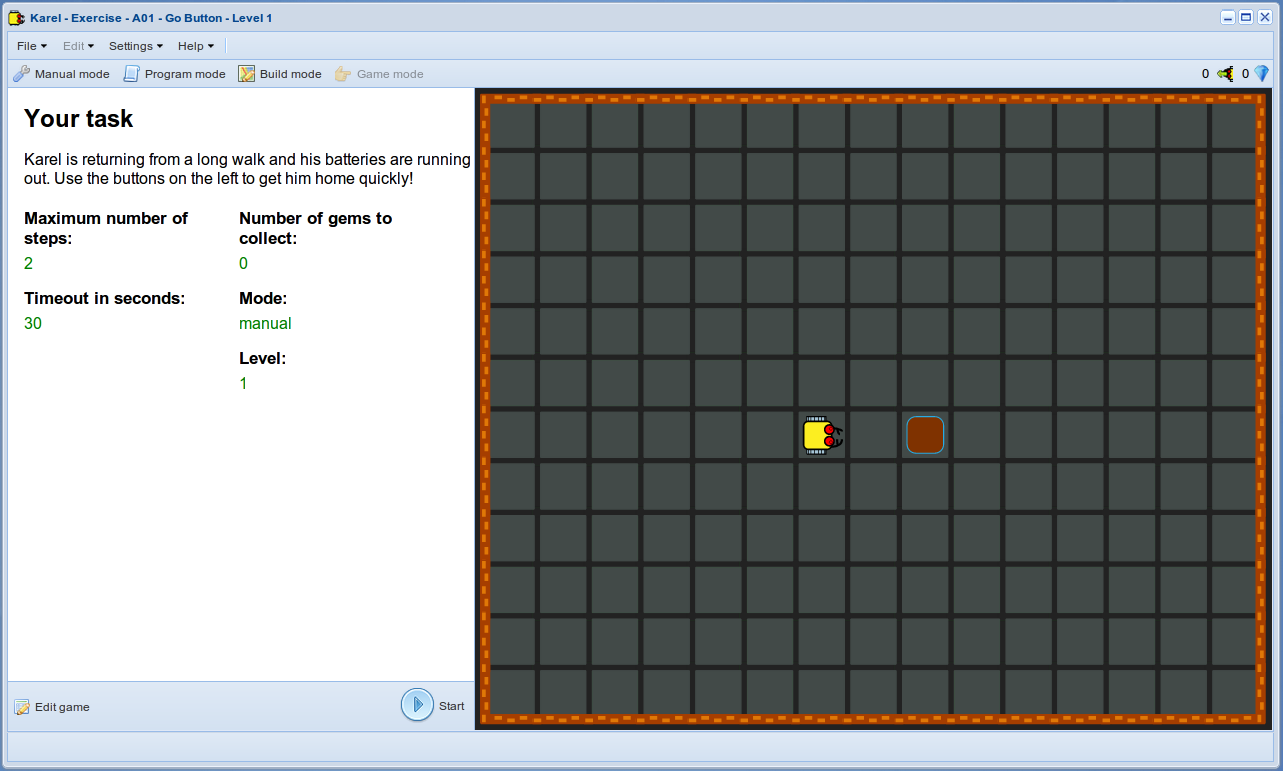 Karel - Exercise - A01 - Go Button - Level 1
File Edit Settings Help
Manual mode Program mode Build mode Game mode 0 0
Your task
Karel is returning from a long walk and his batteries are running
out. Use the buttons on the left to get him home quickly!
Maximum number of
steps:
2
Number of gems to
collect:
0
Timeout in seconds:
30
Mode:
manual
Level:
1
Edit game
Start